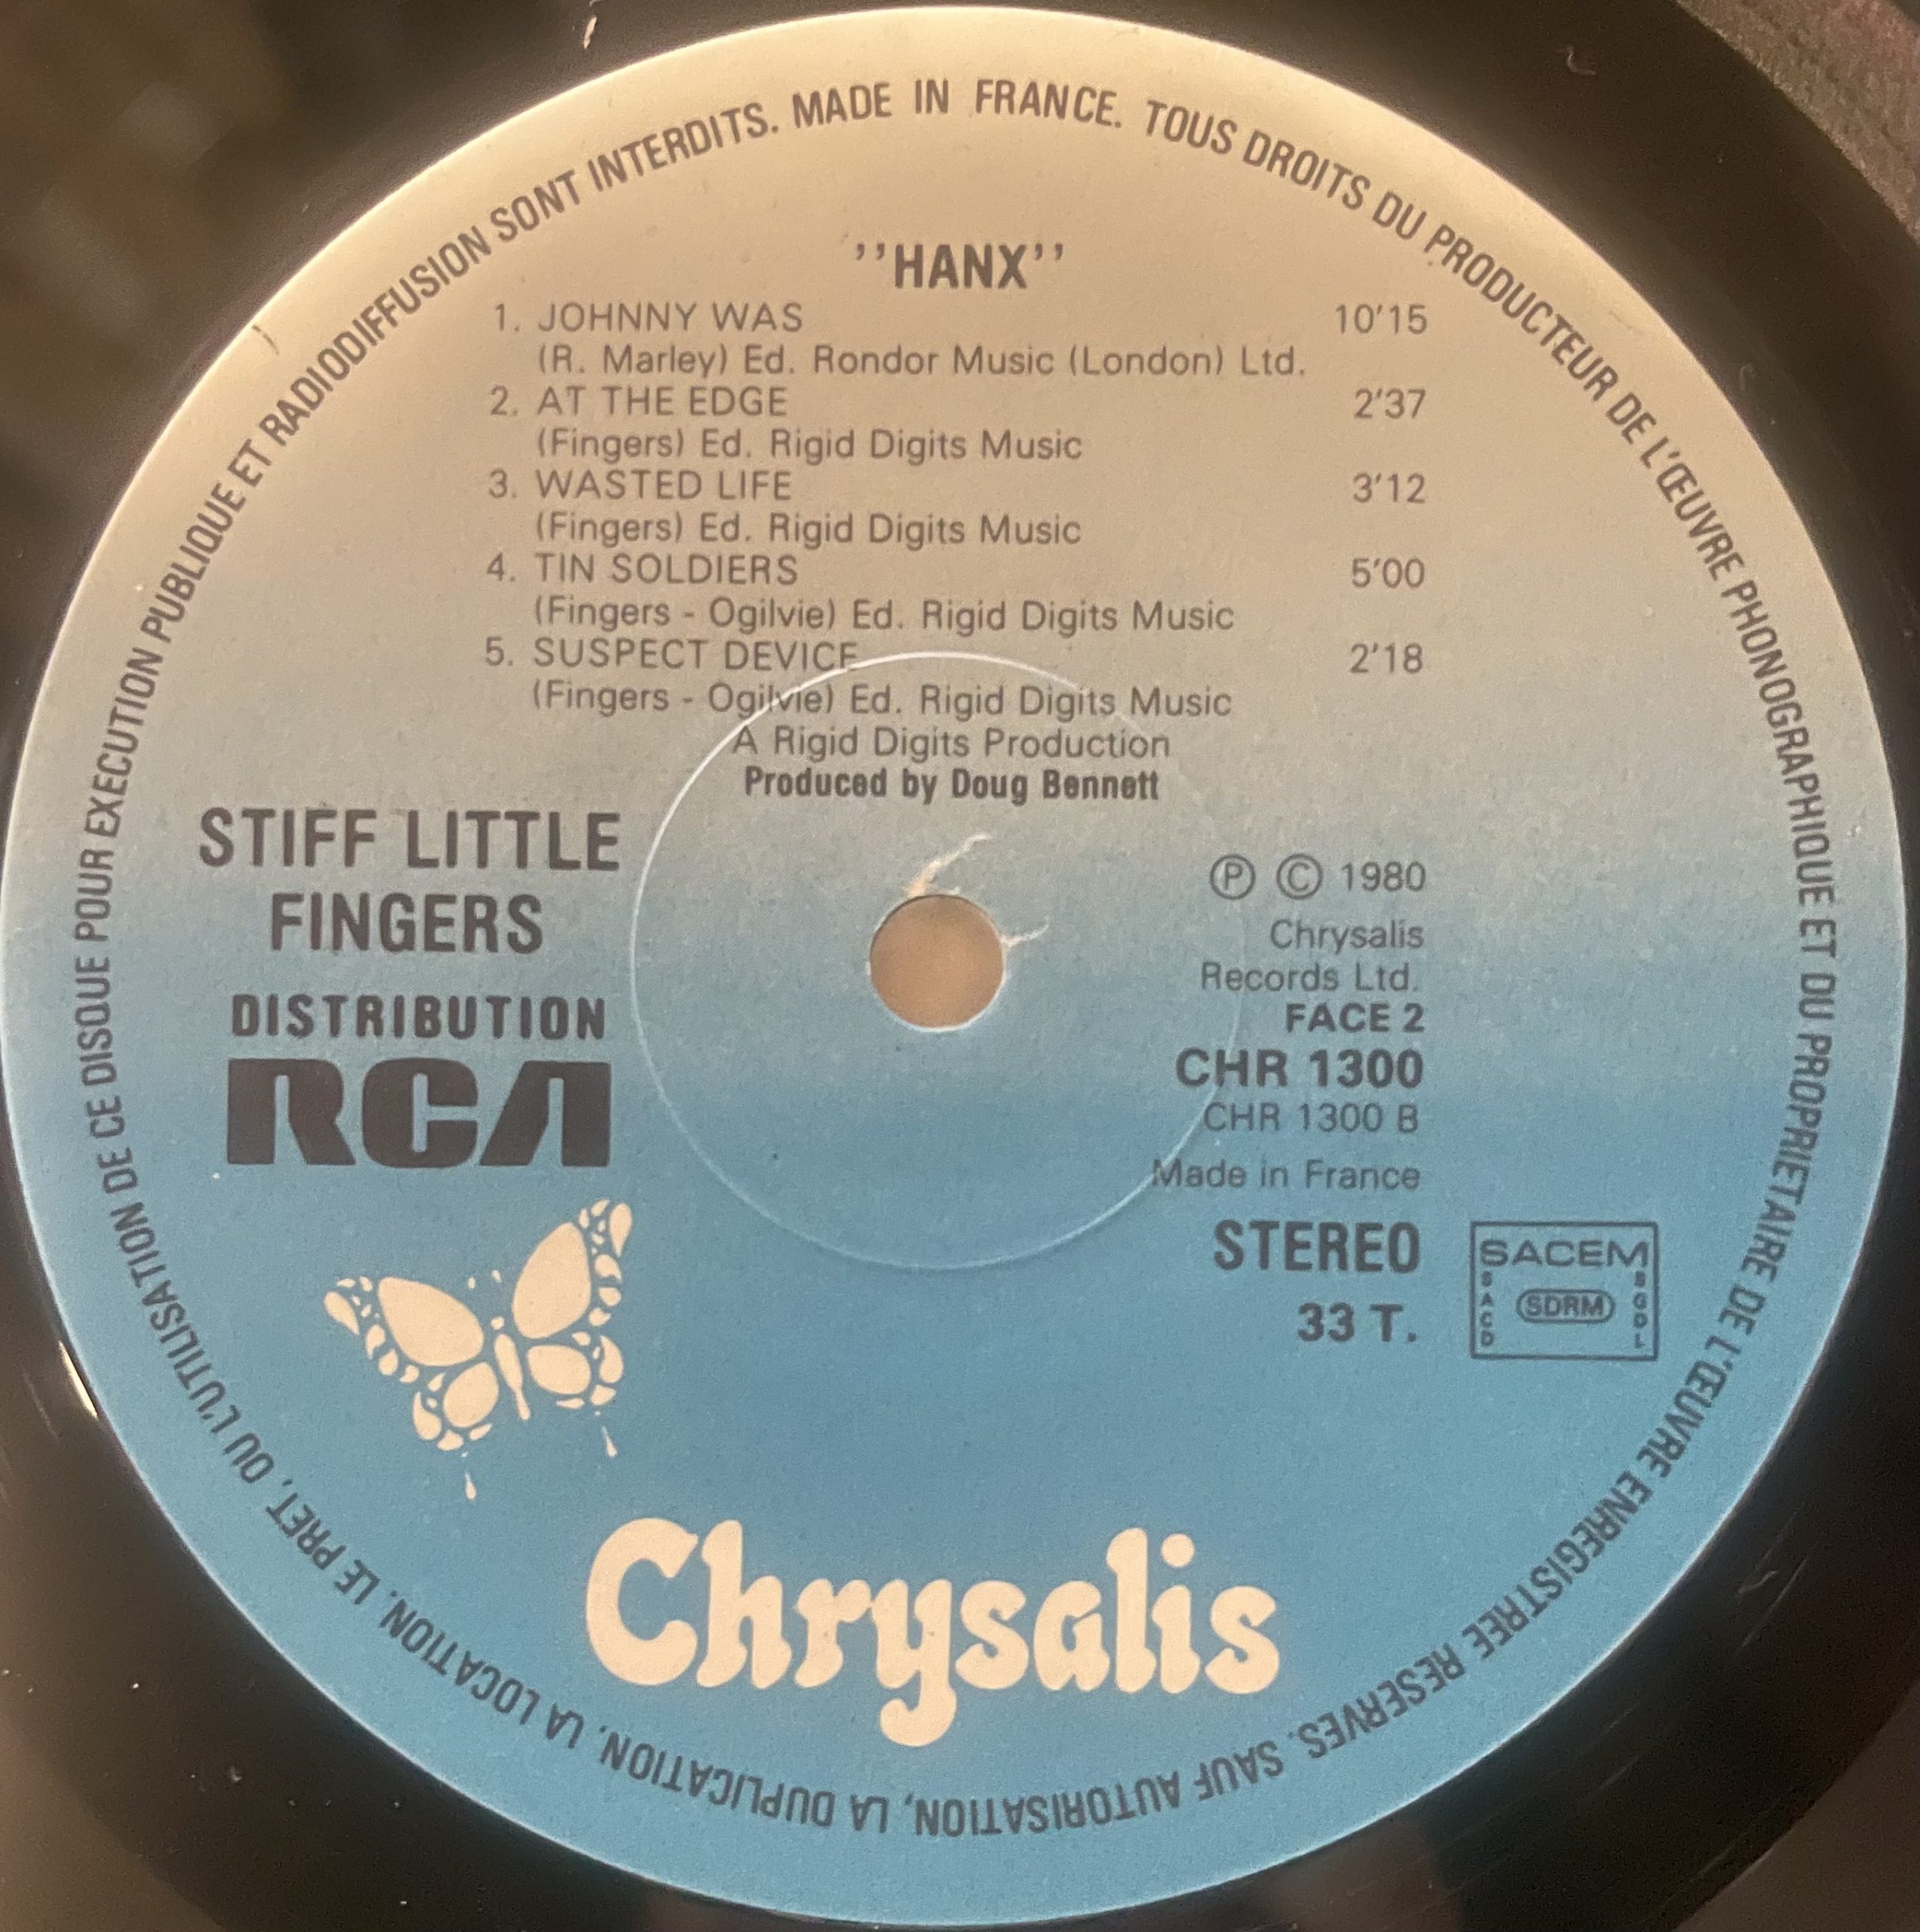 TOUS DROITS DU PRODUCTEUR DE L'ŒUVRE PHONOGRAPHIQUE ET DU PROPRIETAIRE DE L'ŒUVRE ENREGISTREE RESERVES. SAUF AUTORISATION, LA DUPLICATION, LA LOCATION, LE PRET, OU L'UTILISATION DE CE DISQUE POUR EXECUTION PUBLIQUE ET RADIODIFFUSION SONT INTERDITS. MADE IN FRANCE.
''HANX''
1. JOHNNY WAS 10'15
(R. Marley) Ed. Rondor Music (London) Ltd.
2. AT THE EDGE 2'37
(Fingers) Ed. Rigid Digits Music
3. WASTED LIFE 3'12
(Fingers) Ed. Rigid Digits Music
4. TIN SOLDIERS 5'00
(Fingers - Ogilvie) Ed. Rigid Digits Music
5. SUSPECT DEVICE 2'18
(Fingers - Ogilvie) Ed. Rigid Digits Music
A Rigid Digits Production
Produced by Doug Bennett
STIFF LITTLE
FINGERS
DISTRIBUTION
RCA
Ⓟ © 1980
Chrysalis
Records Ltd.
FACE 2
CHR 1300
CHR 1300 B
Made in France
STEREO
33 T.
SACEM
SACD
SDRM
SGDL
Chrysalis